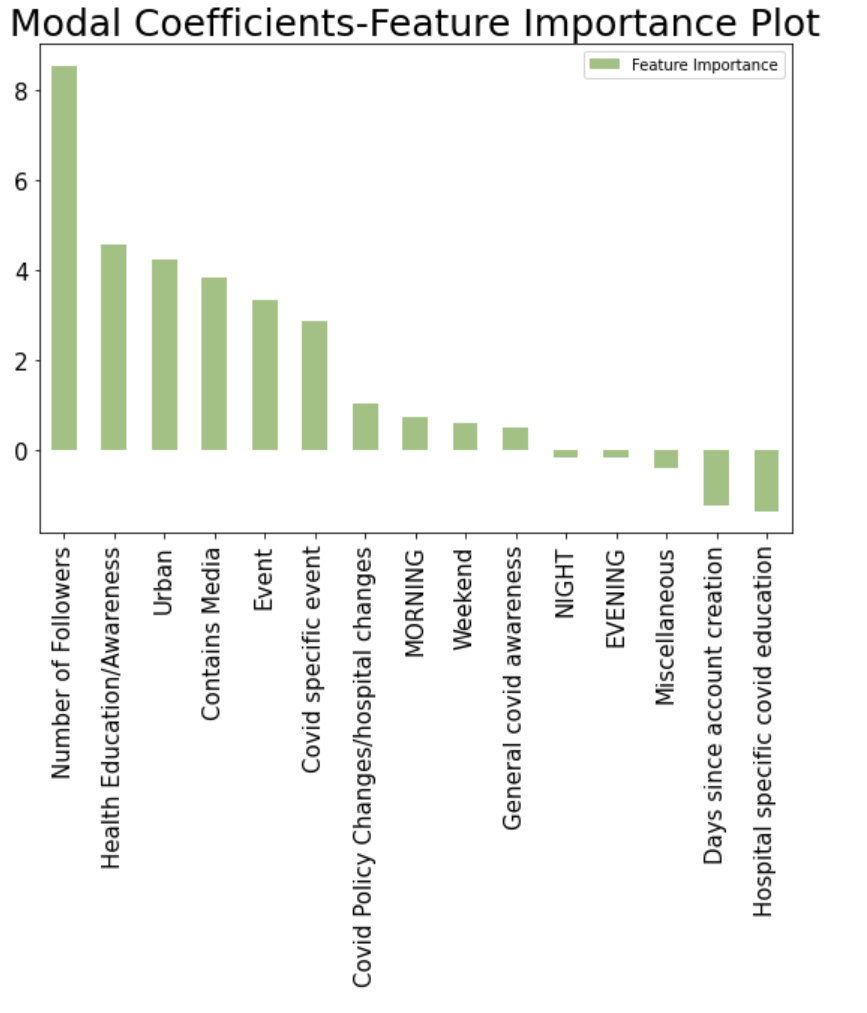 Modal Coefficients-Feature Importance Plot
Feature Importance
8
6
4
2
0
Number of Followers
Health Education/Awareness
Urban
Contains Media
Event
Covid specific event
Covid Policy Changes/hospital changes
MORNING
Weekend
General covid awareness
NIGHT
EVENING
Miscellaneous
Days since account creation
Hospital specific covid education